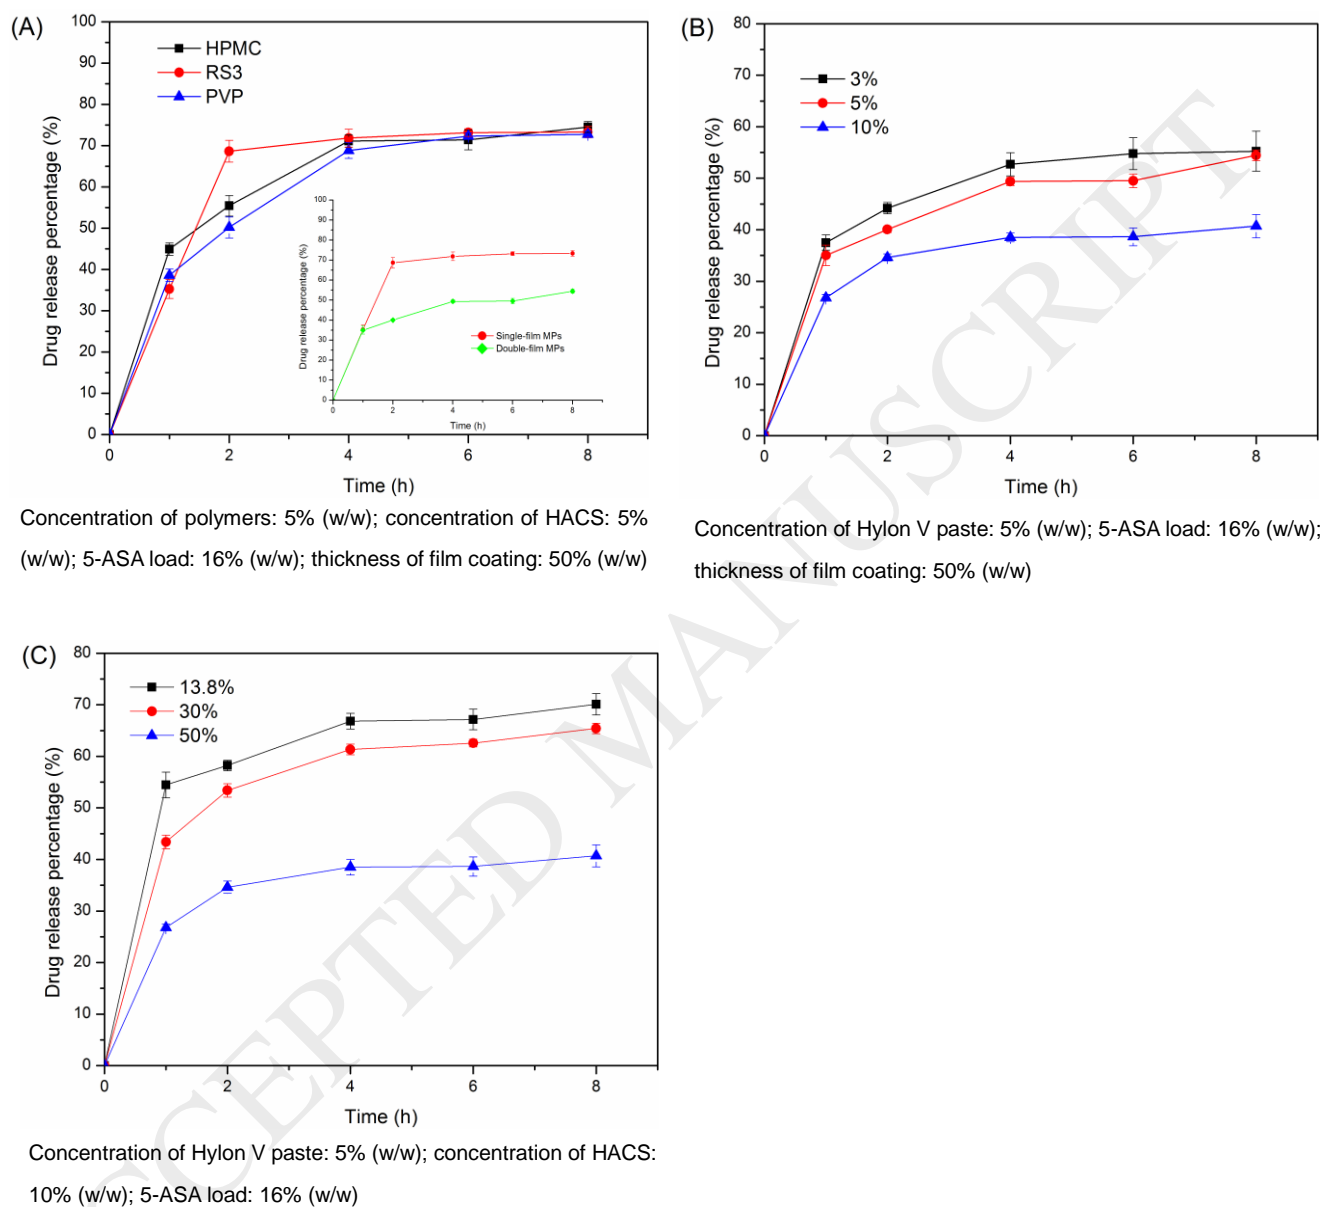 (A)
HPMC
RS3
PVP
Drug release percentage (%)
100
90
80
70
60
50
40
30
20
10
0
0 2 4 6 8
Time (h)
Drug release percentage (%)
100
90
80
70
60
50
40
30
20
10
0
Single-film MPs
Double-film MPs
0 2 4 6 8
Time (h)
Concentration of polymers: 5% (w/w); concentration of HACS: 5%
(w/w); 5-ASA load: 16% (w/w); thickness of film coating: 50% (w/w)
(B)
3%
5%
10%
Drug release percentage (%)
80
70
60
50
40
30
20
10
0
0 2 4 6 8
Time (h)
Concentration of Hylon V paste: 5% (w/w); 5-ASA load: 16% (w/w);
thickness of film coating: 50% (w/w)
(C)
13.8%
30%
50%
Drug release percentage (%)
80
70
60
50
40
30
20
10
0
0 2 4 6 8
Time (h)
Concentration of Hylon V paste: 5% (w/w); concentration of HACS:
10% (w/w); 5-ASA load: 16% (w/w)
CCEPTED MANUSCRIPT